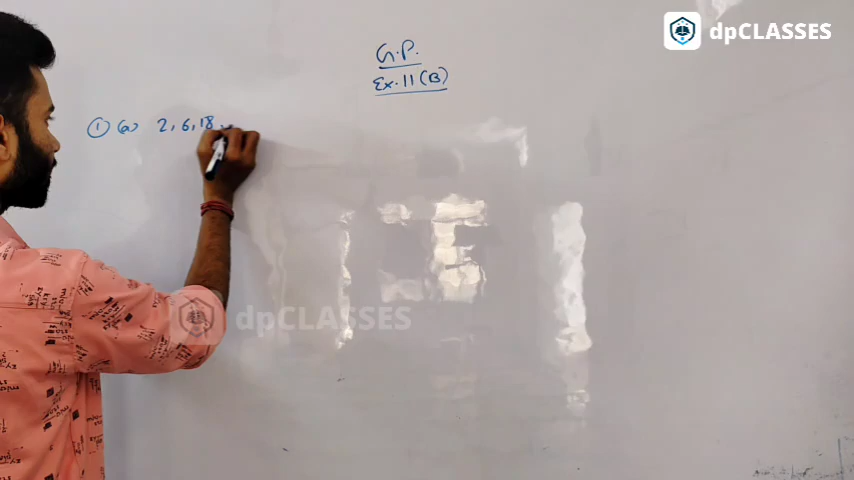 dpCLASSES
G.P.
Ex. 11 (B)
① (a) 2, 6, 18,
dpCLASSES